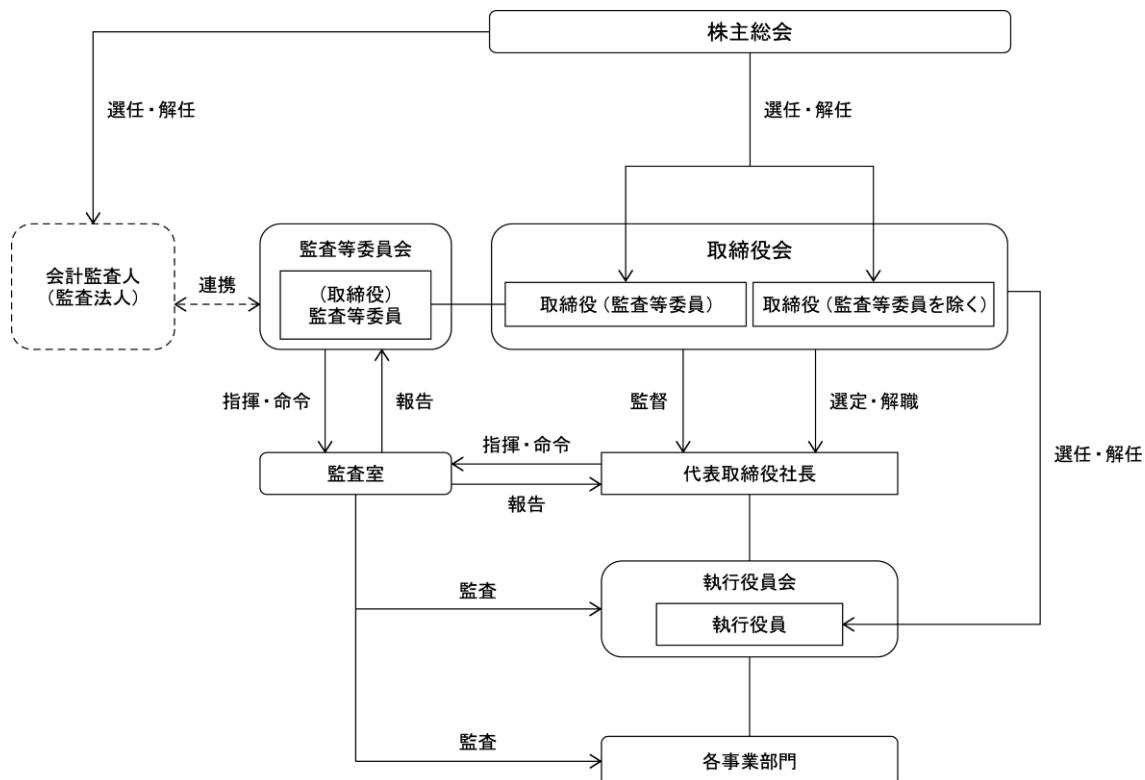 株主総会
選任・解任
選任・解任
会計監査人
(監査法人)
連携
監査等委員会
(取締役)
監査等委員
取締役会
取締役(監査等委員)
取締役(監査等委員を除く)
指揮・命令
報告
監督
選定・解職
選任・解任
指揮・命令
監査室
報告
代表取締役社長
監査
執行役員会
執行役員
監査
各事業部門